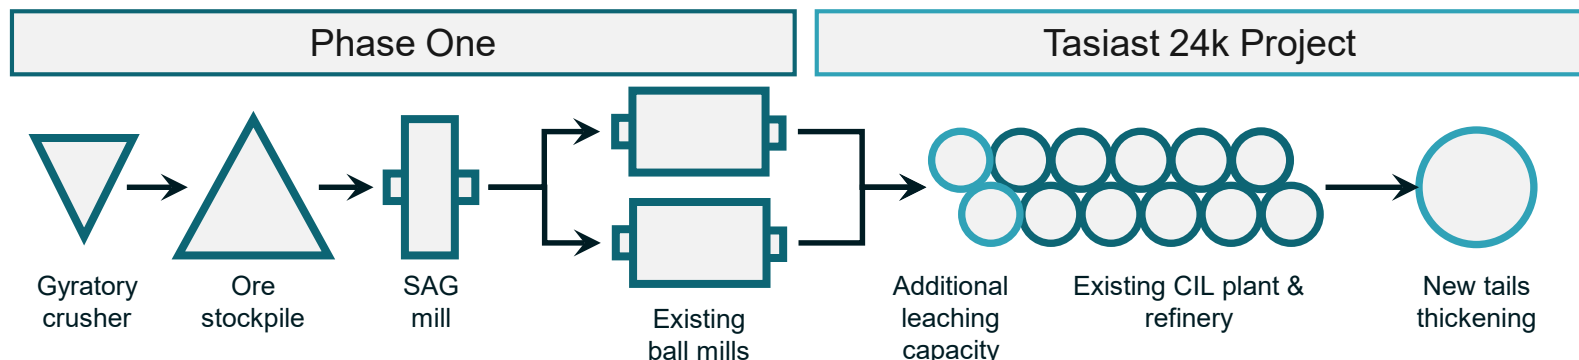 Phase One
Tasiast 24k Project
Gyratory
crusher
Ore
stockpile
SAG
mill
Existing
ball mills
Additional
leaching
capacity
Existing CIL plant &
refinery
New tails
thickening